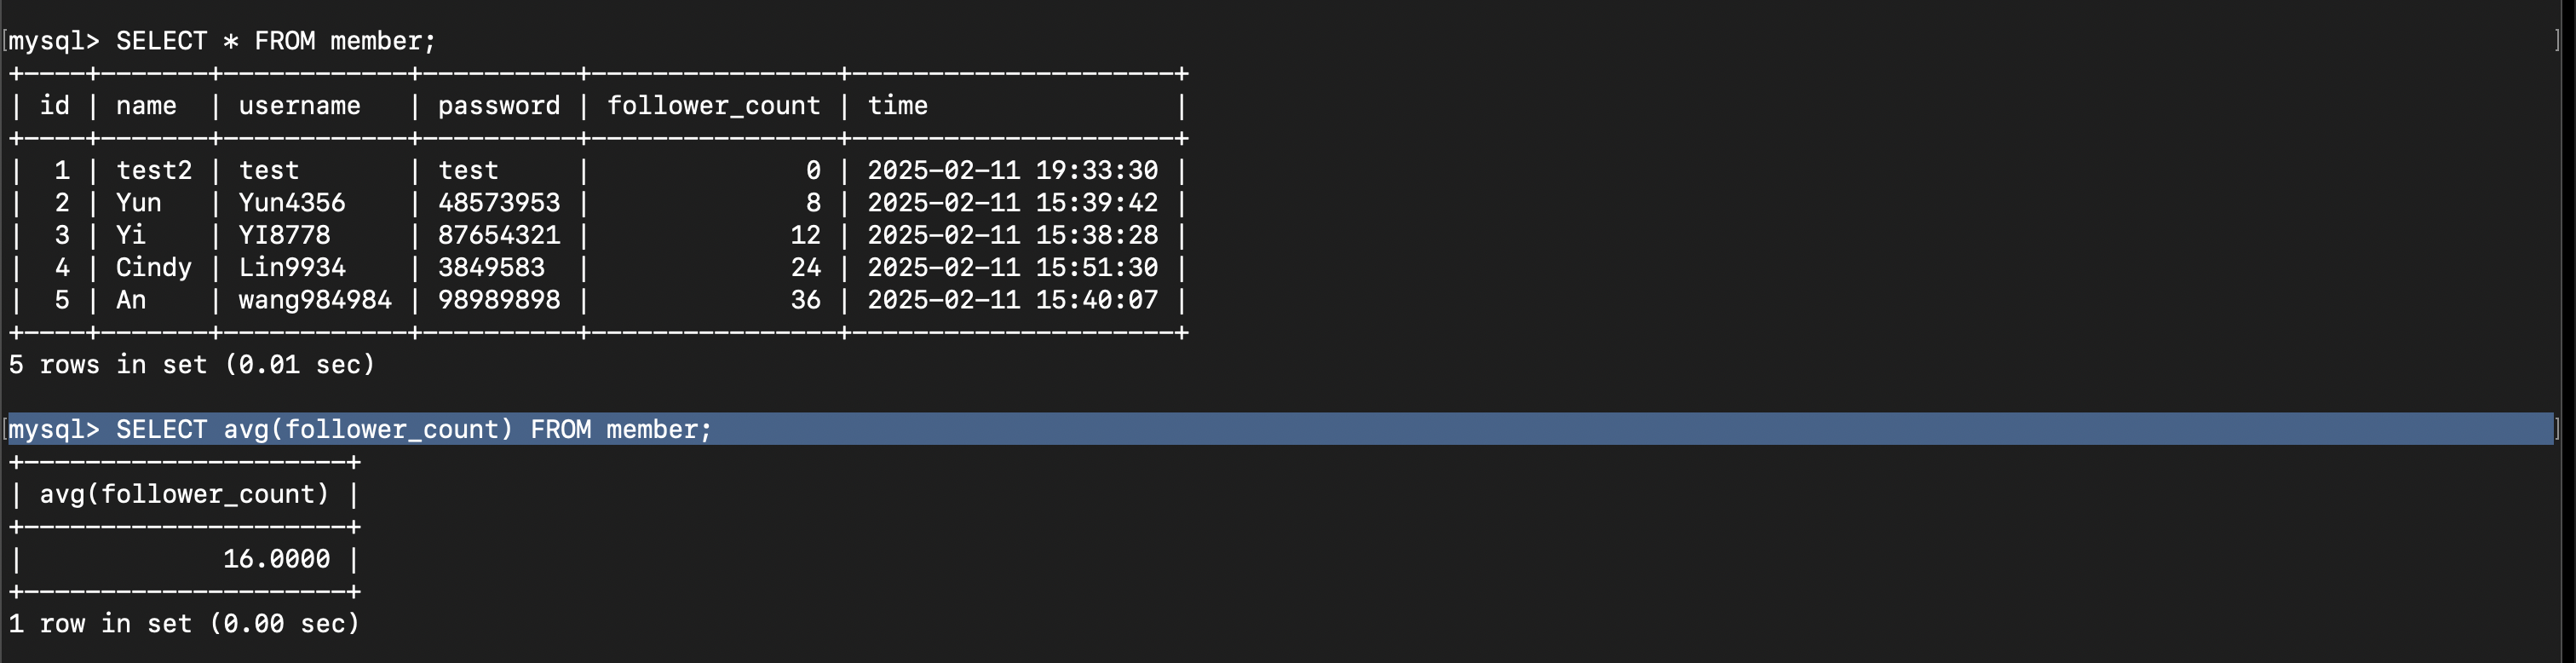 mysql> SELECT * FROM member;
+----+-------+------------+----------+----------------+---------------------+
| id | name  | username   | password | follower_count | time                |
+----+-------+------------+----------+----------------+---------------------+
|  1 | test2 | test       | test     |              0 | 2025-02-11 19:33:30 |
|  2 | Yun   | Yun4356    | 48573953 |              8 | 2025-02-11 15:39:42 |
|  3 | Yi    | YI8778     | 87654321 |             12 | 2025-02-11 15:38:28 |
|  4 | Cindy | Lin9934    | 3849583  |             24 | 2025-02-11 15:51:30 |
|  5 | An    | wang984984 | 98989898 |             36 | 2025-02-11 15:40:07 |
+----+-------+------------+----------+----------------+---------------------+
5 rows in set (0.01 sec)
mysql> SELECT avg(follower_count) FROM member;
+---------------------+
| avg(follower_count) |
+---------------------+
|             16.0000 |
+---------------------+
1 row in set (0.00 sec)